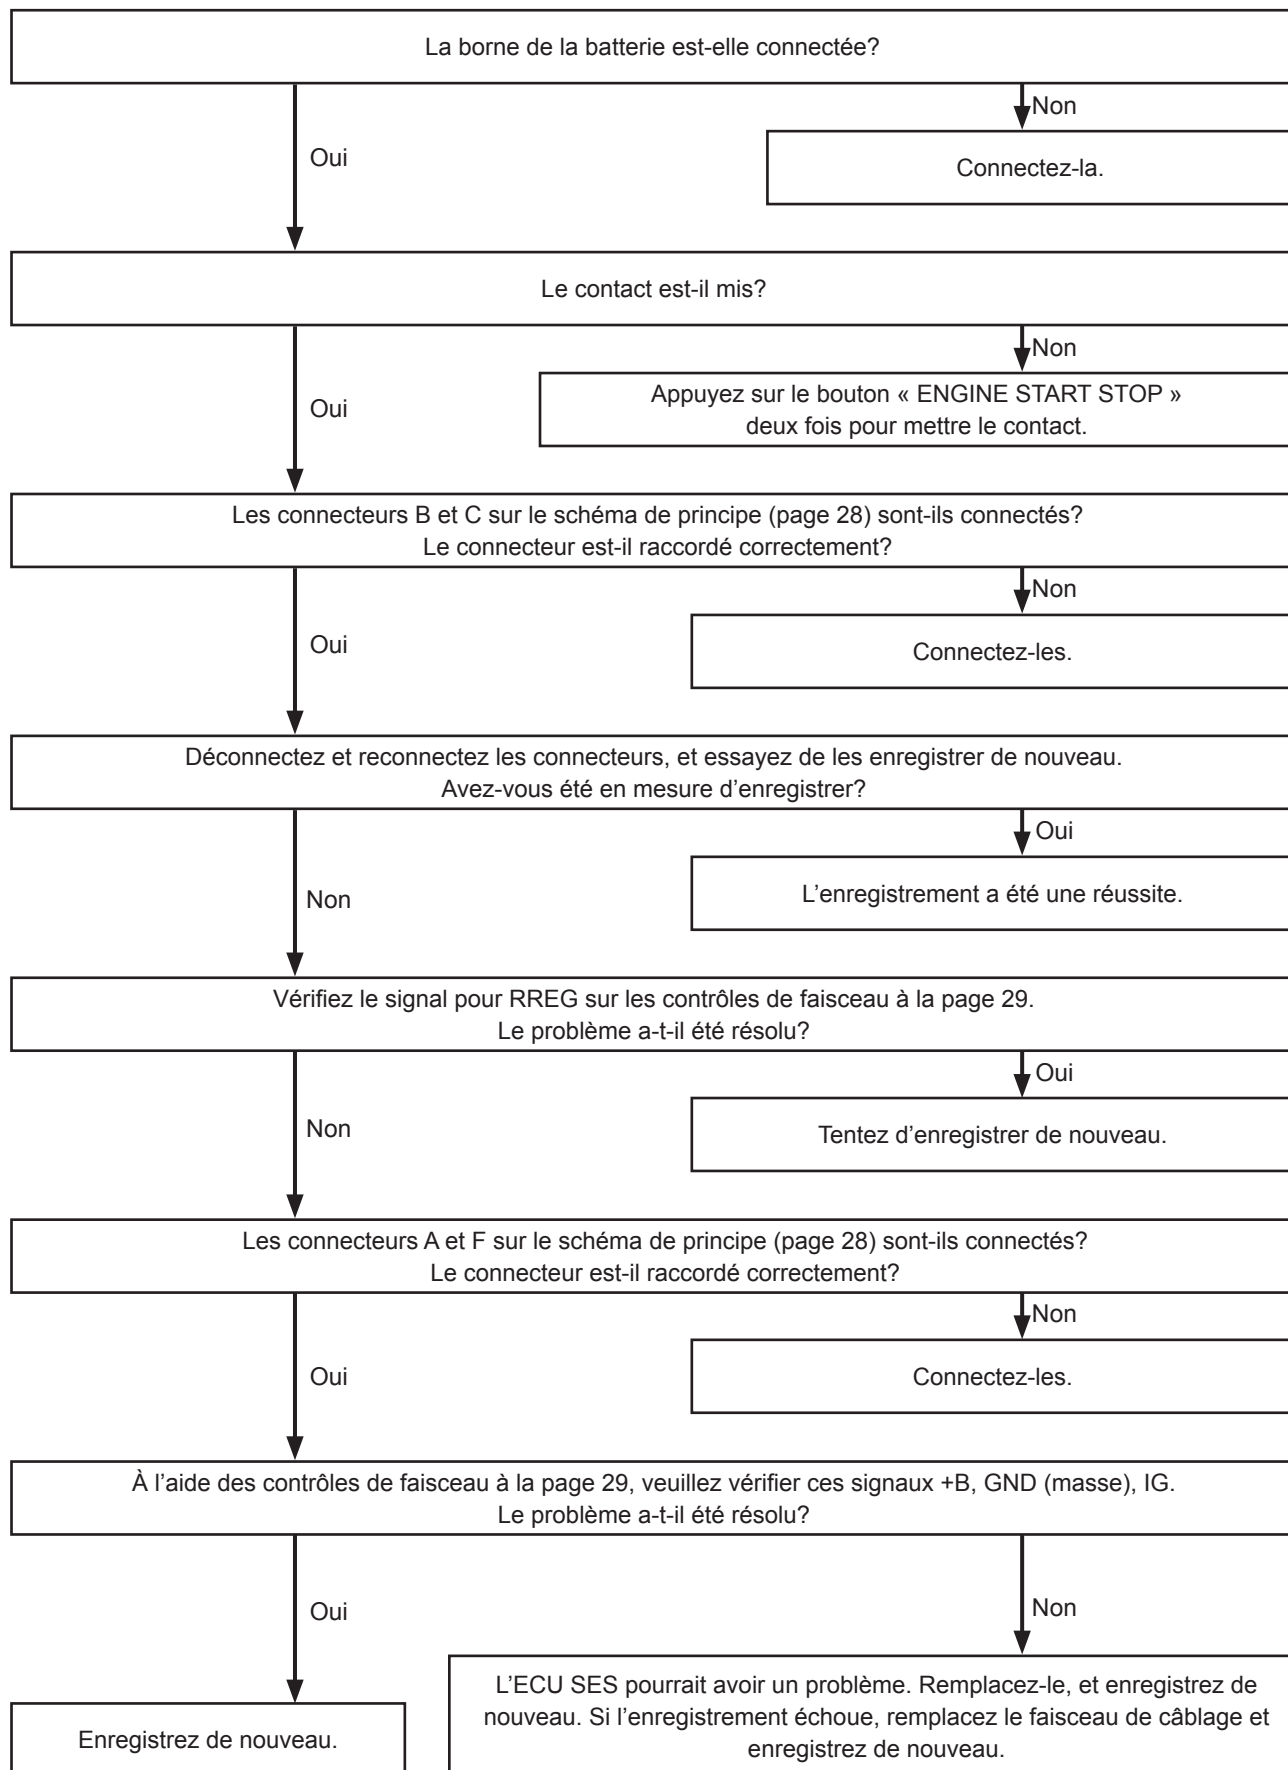 La borne de la batterie est-elle connectée?
Non
Connectez-la.
Oui
Le contact est-il mis?
Non
Appuyez sur le bouton « ENGINE START STOP »
deux fois pour mettre le contact.
Oui
Les connecteurs B et C sur le schéma de principe (page 28) sont-ils connectés?
Le connecteur est-il raccordé correctement?
Non
Connectez-les.
Oui
Déconnectez et reconnectez les connecteurs, et essayez de les enregistrer de nouveau.
Avez-vous été en mesure d’enregistrer?
Oui
L’enregistrement a été une réussite.
Non
Vérifiez le signal pour RREG sur les contrôles de faisceau à la page 29.
Le problème a-t-il été résolu?
Oui
Tentez d’enregistrer de nouveau.
Non
Les connecteurs A et F sur le schéma de principe (page 28) sont-ils connectés?
Le connecteur est-il raccordé correctement?
Non
Connectez-les.
Oui
À l’aide des contrôles de faisceau à la page 29, veuillez vérifier ces signaux +B, GND (masse), IG.
Le problème a-t-il été résolu?
Oui
Enregistrez de nouveau.
Non
L’ECU SES pourrait avoir un problème. Remplacez-le, et enregistrez de
nouveau. Si l’enregistrement échoue, remplacez le faisceau de câblage et
enregistrez de nouveau.